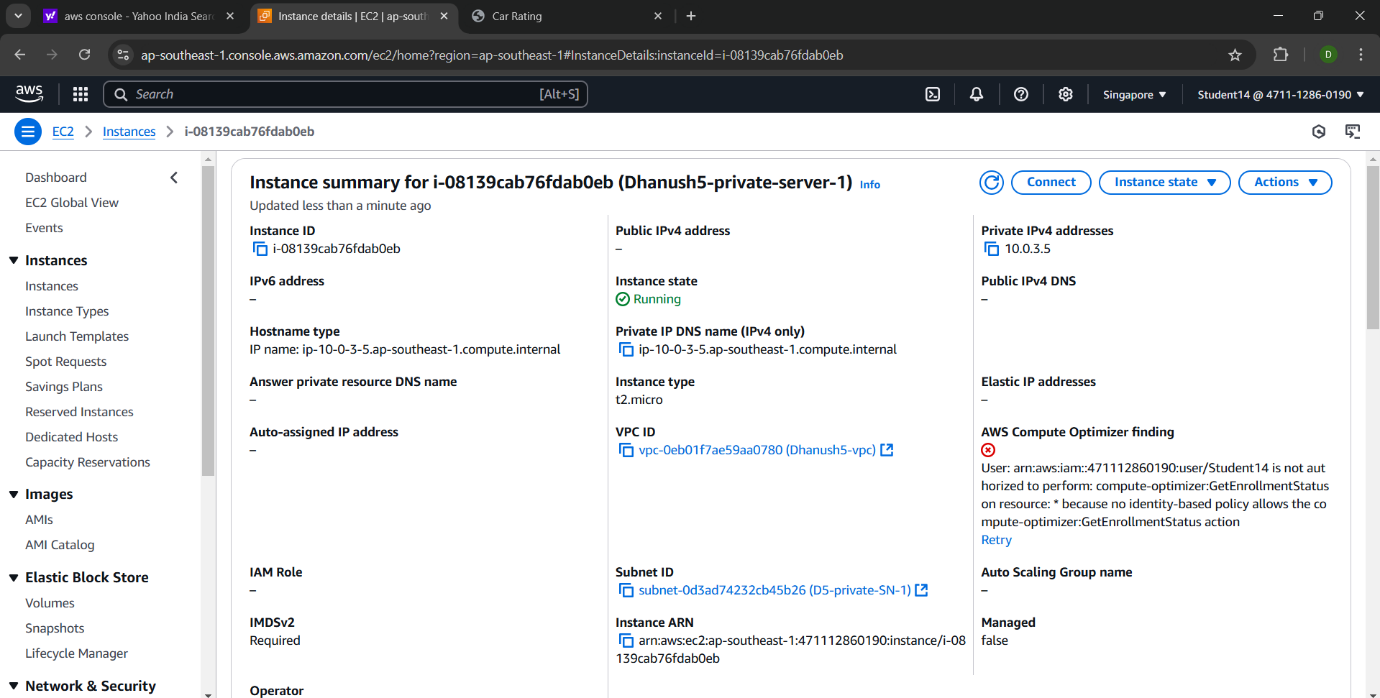 aws console - Yahoo India Sear
Instance details | EC2 | ap-south
Car Rating
ap-southeast-1.console.aws.amazon.com/ec2/home?region=ap-southeast-1#InstanceDetails:instanceId=i-08139cab76fdab0eb
D
aws
Search
[Alt+S]
Singapore
Student14 @ 4711-1286-0190
EC2
Instances
i-08139cab76fdab0eb
Dashboard
EC2 Global View
Events
Instances
Instances
Instance Types
Launch Templates
Spot Requests
Savings Plans
Reserved Instances
Dedicated Hosts
Capacity Reservations
Images
AMIs
AMI Catalog
Elastic Block Store
Volumes
Snapshots
Lifecycle Manager
Network & Security
Instance summary for i-08139cab76fdab0eb (Dhanush5-private-server-1) Info
Updated less than a minute ago
Connect
Instance state
Actions
Instance ID
i-08139cab76fdab0eb
Public IPv4 address
–
Private IPv4 addresses
10.0.3.5
IPv6 address
–
Instance state
Running
Public IPv4 DNS
–
Hostname type
IP name: ip-10-0-3-5.ap-southeast-1.compute.internal
Private IP DNS name (IPv4 only)
ip-10-0-3-5.ap-southeast-1.compute.internal
Answer private resource DNS name
–
Instance type
t2.micro
Elastic IP addresses
–
Auto-assigned IP address
–
VPC ID
vpc-0eb01f7ae59aa0780 (Dhanush5-vpc)
AWS Compute Optimizer finding
User: arn:aws:iam::471112860190:user/Student14 is not aut
horized to perform: compute-optimizer:GetEnrollmentStatus
on resource: * because no identity-based policy allows the co
mpute-optimizer:GetEnrollmentStatus action
Retry
IAM Role
–
Subnet ID
subnet-0d3ad74232cb45b26 (D5-private-SN-1)
Auto Scaling Group name
–
IMDSv2
Required
Instance ARN
arn:aws:ec2:ap-southeast-1:471112860190:instance/i-08
139cab76fdab0eb
Managed
false
Operator